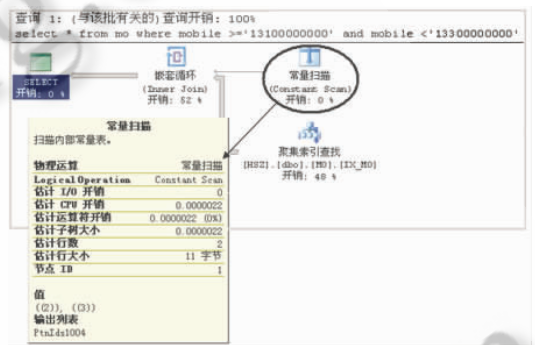 查询 1: (与该批有关的) 查询开销: 100%
select * from mo where mobile >='13100000000' and mobile <'13300000000'
SELECT
开销: 0 %
嵌套循环
(Inner Join)
开销: 52 %
常量扫描
(Constant Scan)
开销: 0 %
聚集索引查找
[RSZ].[dbo].[MO].[IX_MO]
开销: 48 %
常量扫描
扫描内部常量表。
物理运算 常量扫描
Logical Operation Constant Scan
估计 I/O 开销 0
估计 CPU 开销 0.0000022
估计运算符开销 0.0000022 (0%)
估计子树大小 0.0000022
估计行数 2
估计行大小 11 字节
节点 ID 1
值
((2)), ((3))
输出列表
PtnIds1004